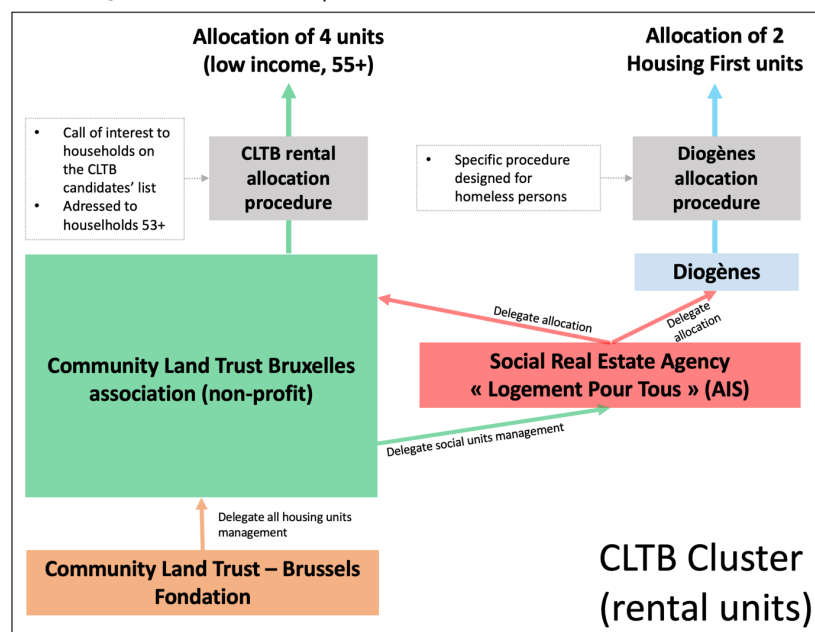 Allocation of 4 units
(low income, 55+)
Allocation of 2
Housing First units
• Call of interest to
households on
the CLTB
candidates' list
• Adressed to
househlolds 53+
CLTB rental
allocation
procedure
• Specific procedure
designed for
homeless persons
Diogènes
allocation
procedure
Diogènes
Delegate allocation
Delegate
allocation
Community Land Trust Bruxelles
association (non-profit)
Social Real Estate Agency
« Logement Pour Tous » (AIS)
Delegate social units management
Delegate all housing units
management
Community Land Trust – Brussels
Fondation
CLTB Cluster
(rental units)